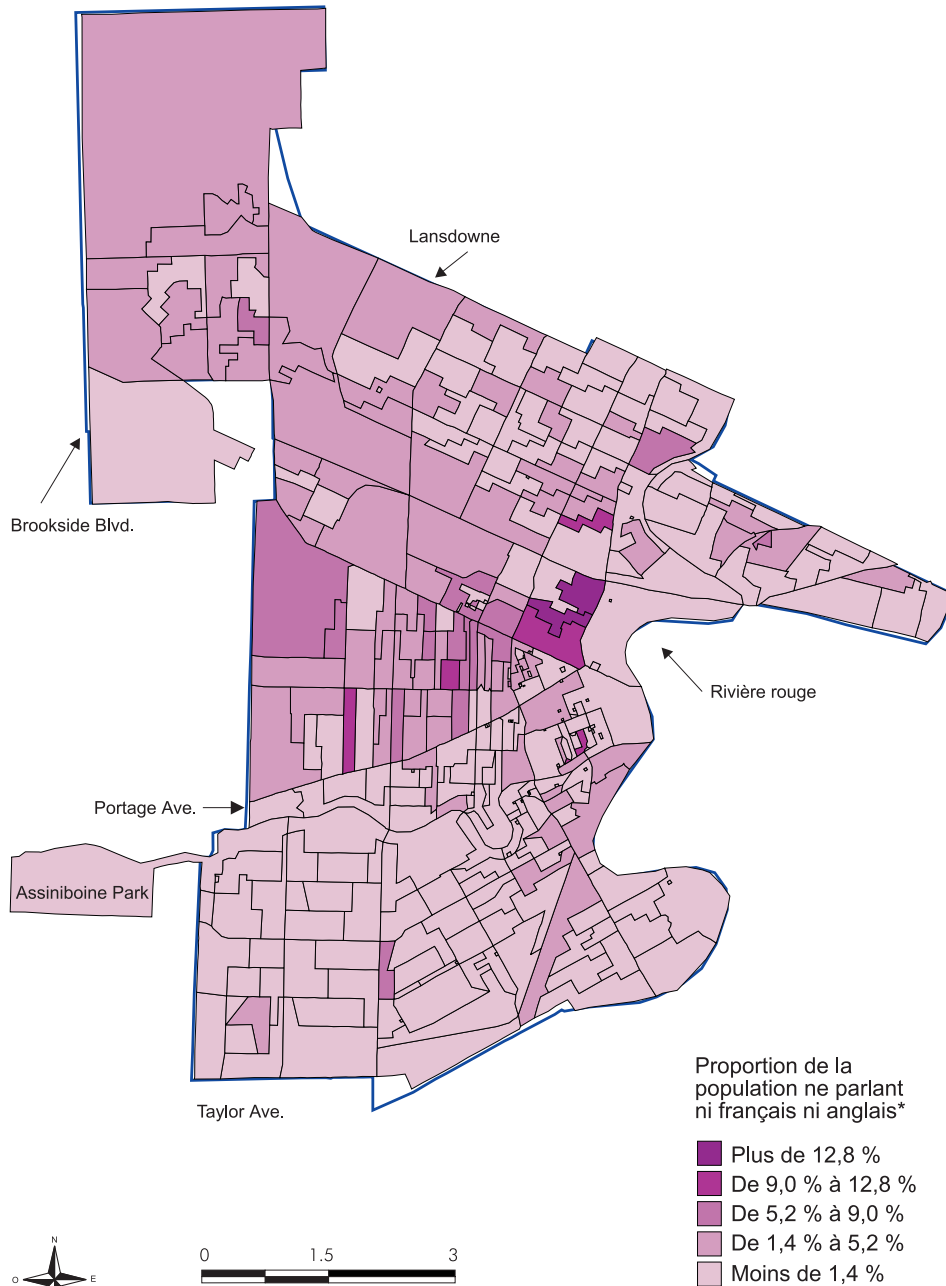 Lansdowne
Brookside Blvd.
Rivière rouge
Portage Ave.
Assiniboine Park
Taylor Ave.
Proportion de la
population ne parlant
ni français ni anglais*
Plus de 12,8 %
De 9,0 % à 12,8 %
De 5,2 % à 9,0 %
De 1,4 % à 5,2 %
Moins de 1,4 %
N
O E
0 1.5 3